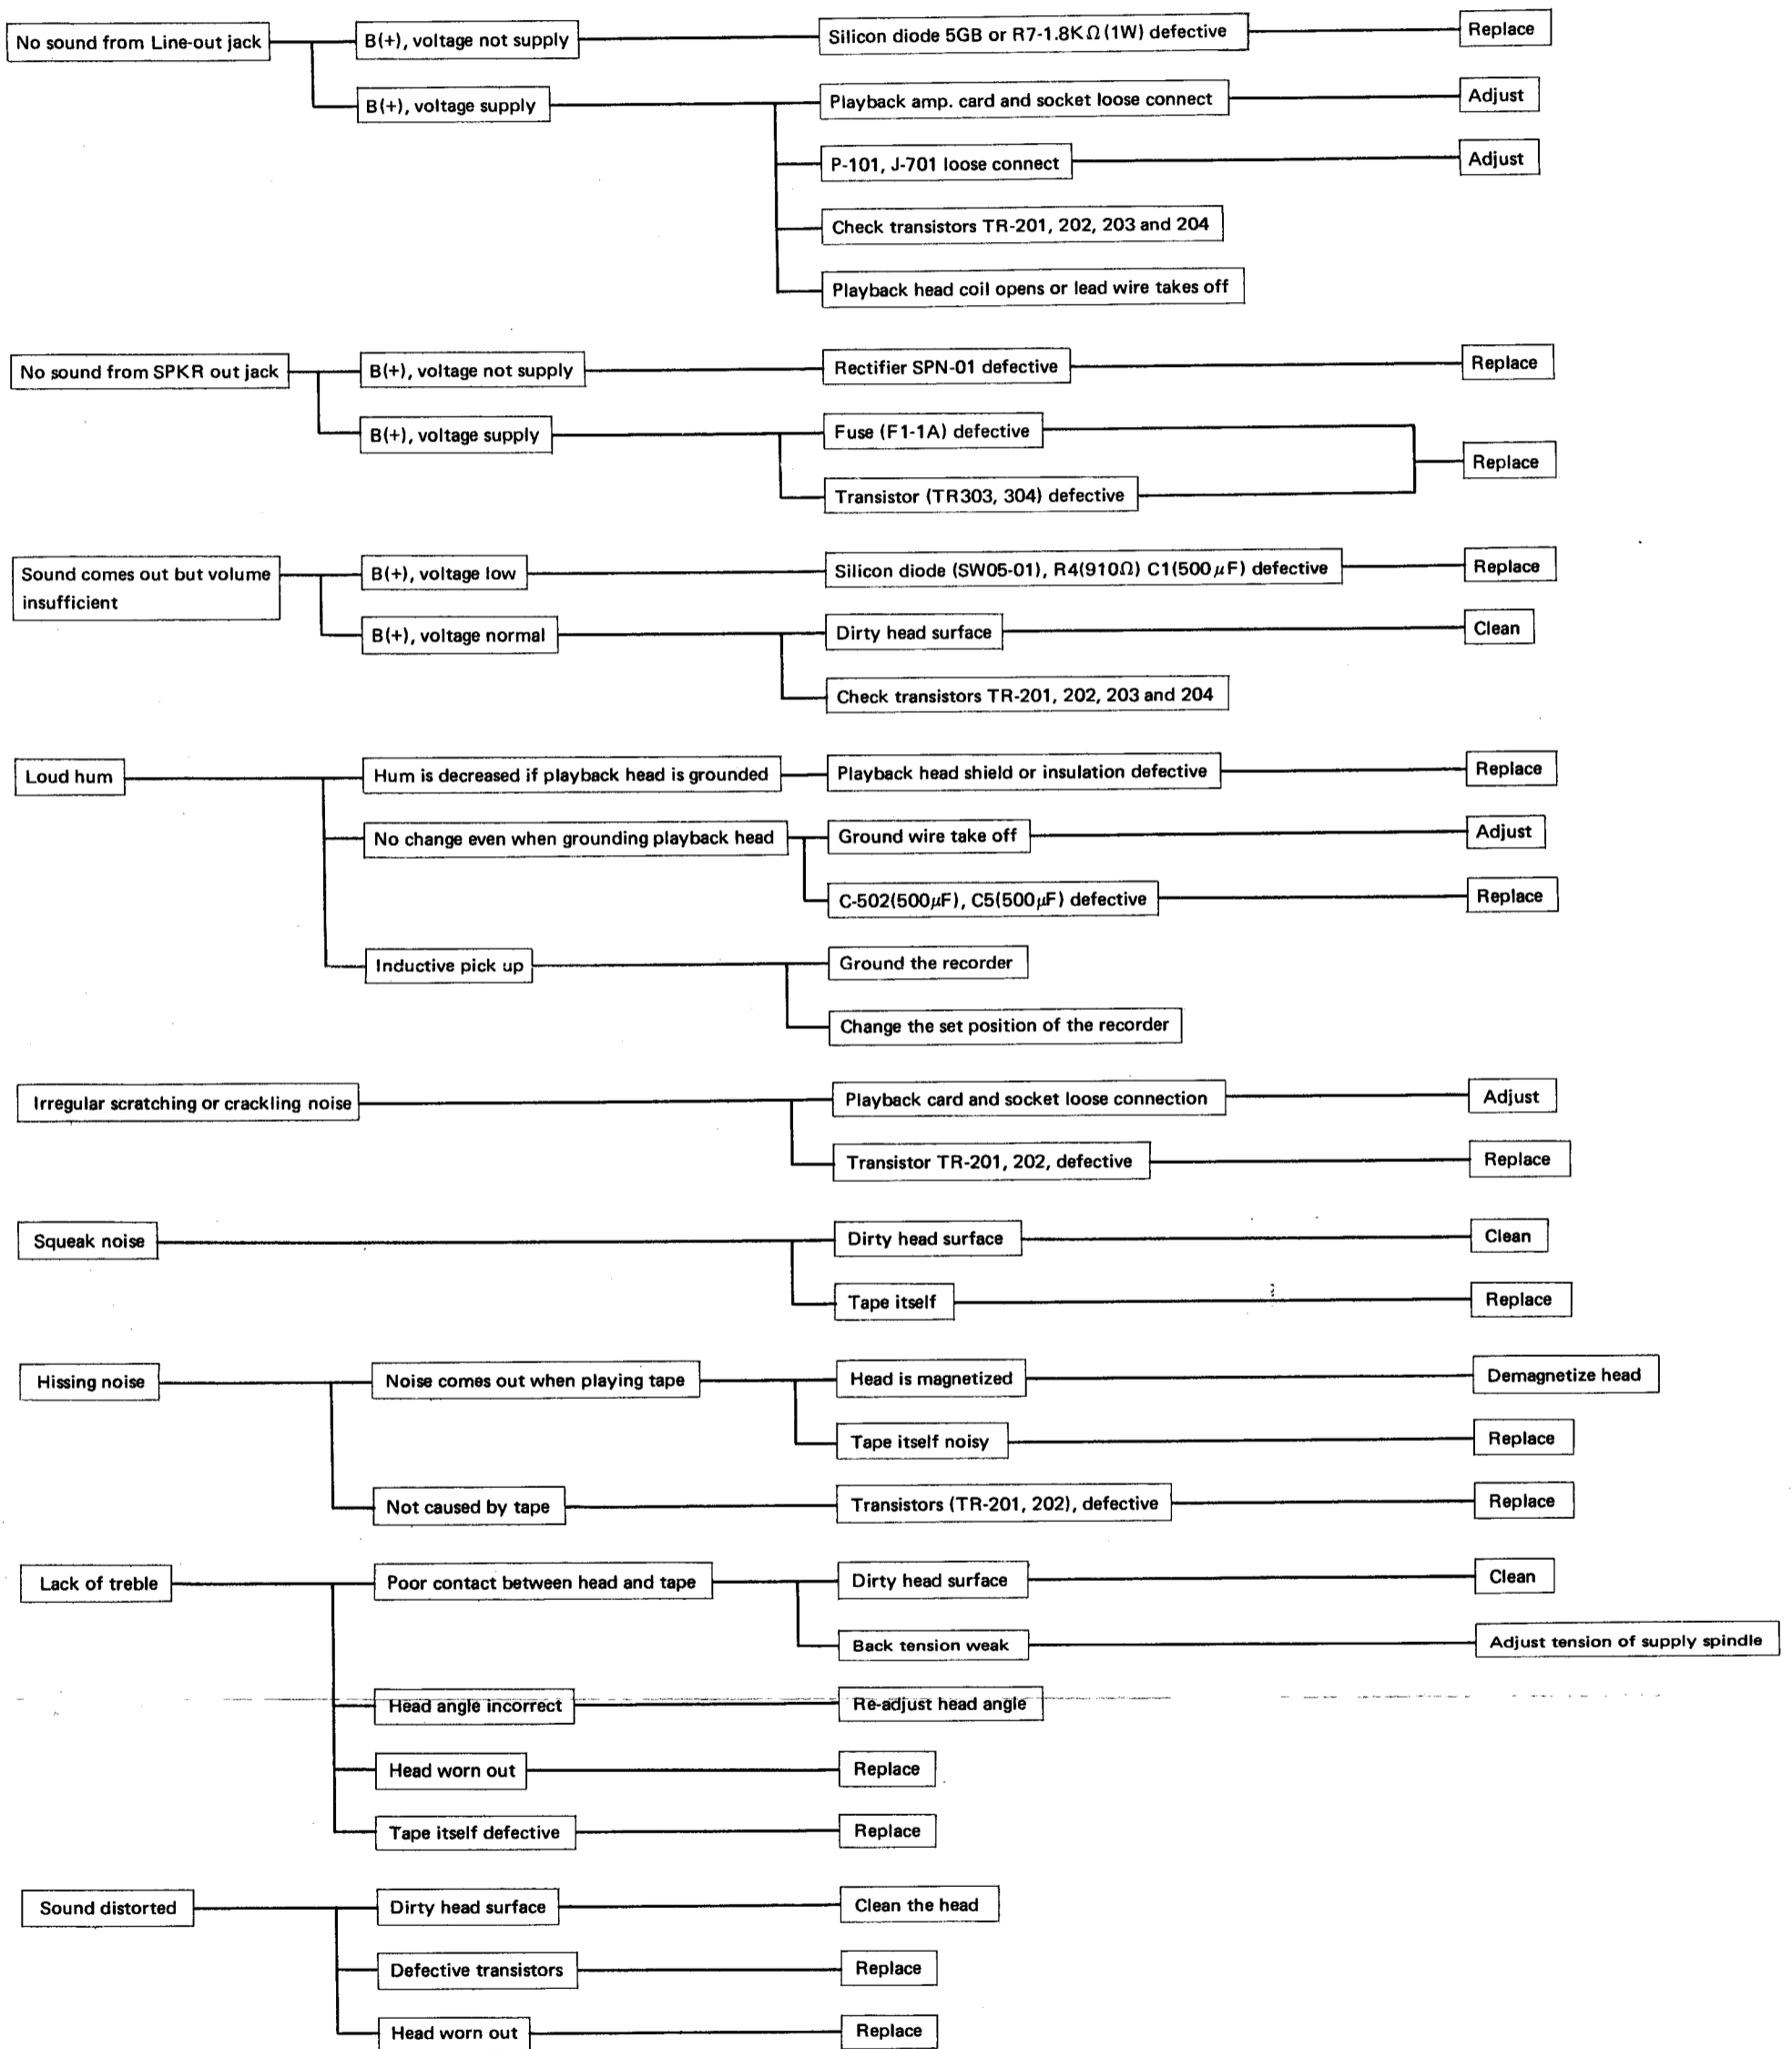 No sound from Line-out jack
B(+), voltage not supply
Silicon diode 5GB or R7-1.8KΩ(1W) defective
Replace
B(+), voltage supply
Playback amp. card and socket loose connect
Adjust
P-101, J-701 loose connect
Adjust
Check transistors TR-201, 202, 203 and 204
Playback head coil opens or lead wire takes off
No sound from SPKR out jack
B(+), voltage not supply
Rectifier SPN-01 defective
Replace
B(+), voltage supply
Fuse (F1-1A) defective
Replace
Transistor (TR303, 304) defective
Sound comes out but volume
insufficient
B(+), voltage low
Silicon diode (SW05-01), R4(910Ω) C1(500μF) defective
Replace
B(+), voltage normal
Dirty head surface
Clean
Check transistors TR-201, 202, 203 and 204
Loud hum
Hum is decreased if playback head is grounded
Playback head shield or insulation defective
Replace
No change even when grounding playback head
Ground wire take off
Adjust
C-502(500μF), C5(500μF) defective
Replace
Inductive pick up
Ground the recorder
Change the set position of the recorder
Irregular scratching or crackling noise
Playback card and socket loose connection
Adjust
Transistor TR-201, 202, defective
Replace
Squeak noise
Dirty head surface
Clean
Tape itself
Replace
Hissing noise
Noise comes out when playing tape
Head is magnetized
Demagnetize head
Tape itself noisy
Replace
Not caused by tape
Transistors (TR-201, 202), defective
Replace
Lack of treble
Poor contact between head and tape
Dirty head surface
Clean
Back tension weak
Adjust tension of supply spindle
Head angle incorrect
Re-adjust head angle
Head worn out
Replace
Tape itself defective
Replace
Sound distorted
Dirty head surface
Clean the head
Defective transistors
Replace
Head worn out
Replace